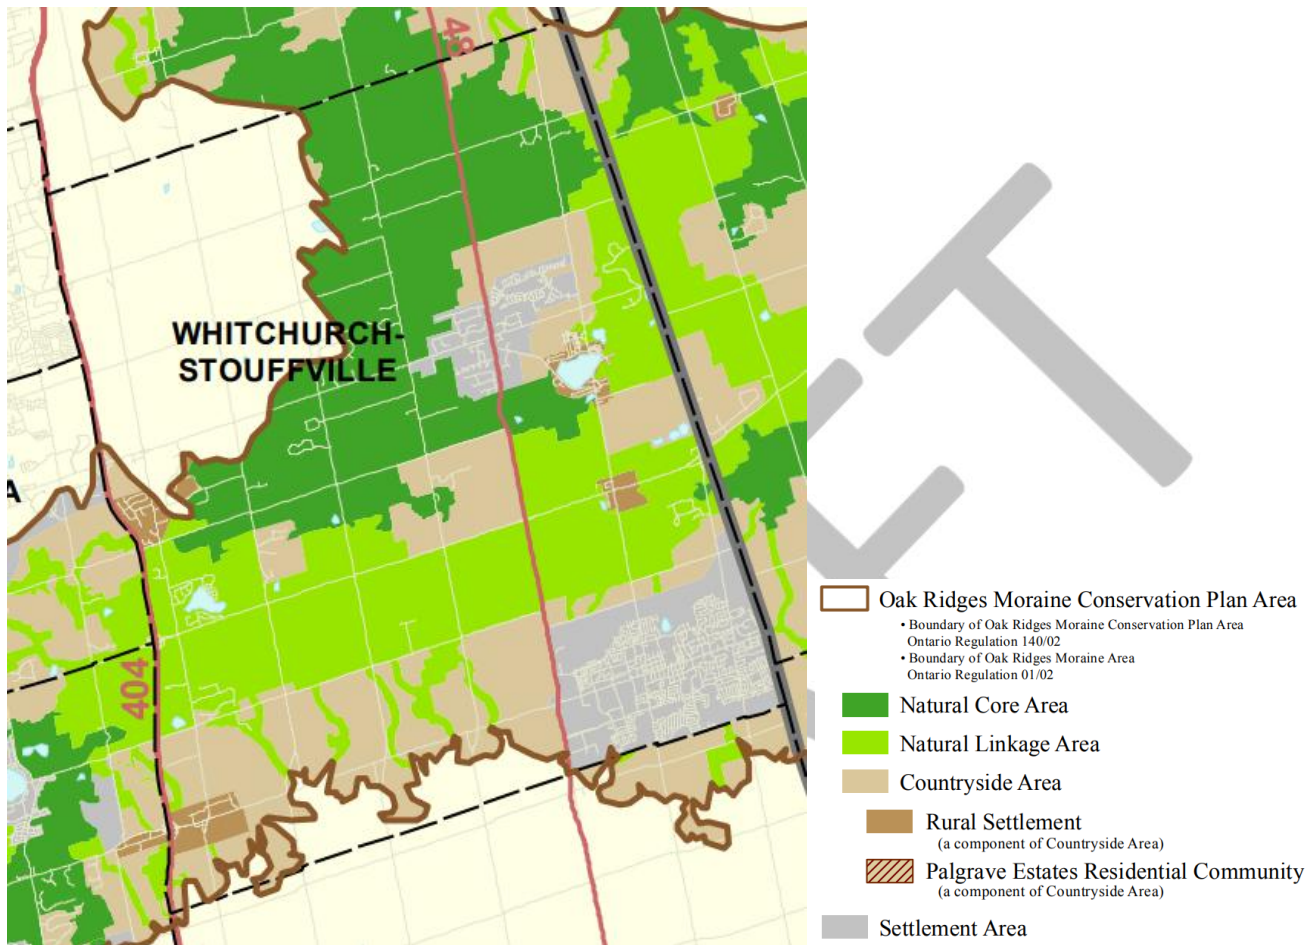 48
WHITCHURCH-
STOUFFVILLE
A
404
Oak Ridges Moraine Conservation Plan Area
• Boundary of Oak Ridges Moraine Conservation Plan Area
Ontario Regulation 140/02
• Boundary of Oak Ridges Moraine Area
Ontario Regulation 01/02
Natural Core Area
Natural Linkage Area
Countryside Area
Rural Settlement
(a component of Countryside Area)
Palgrave Estates Residential Community
(a component of Countryside Area)
Settlement Area